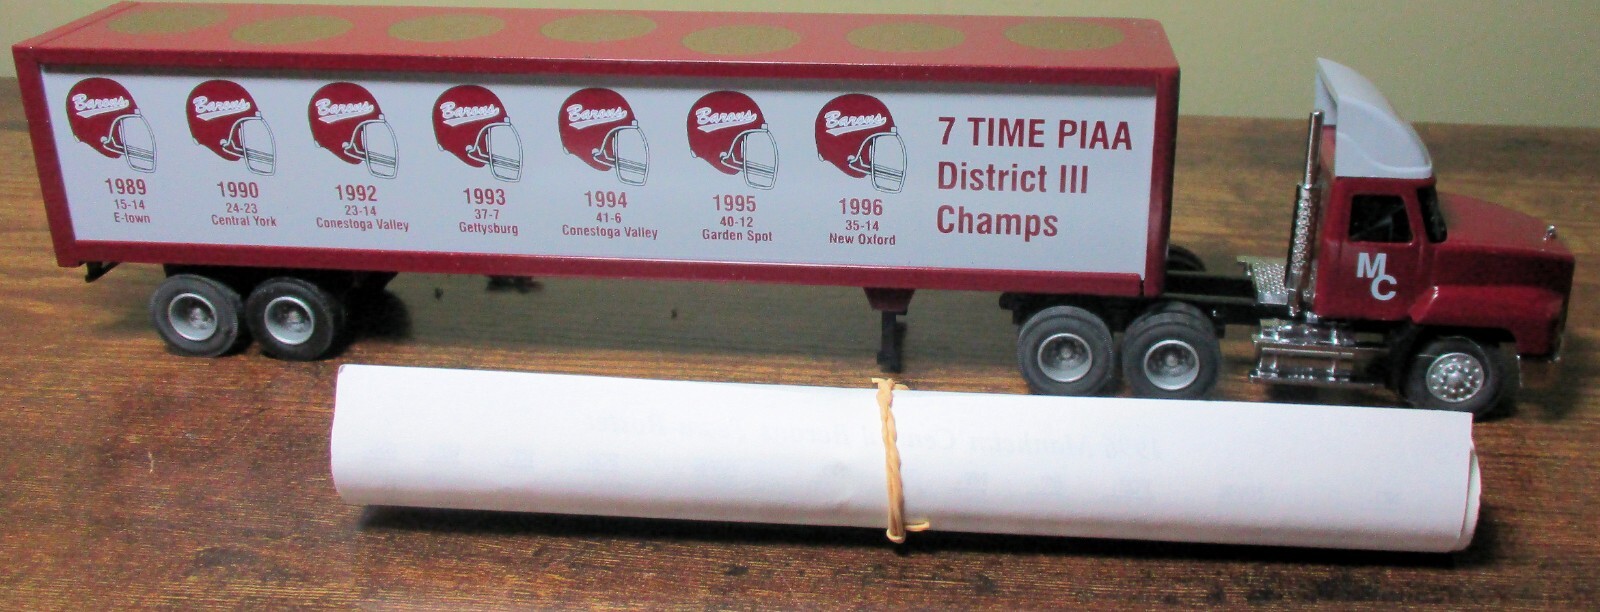 Barons
1989
15-14
E-town
Barons
1990
24-23
Central York
Barons
1992
23-14
Conestoga Valley
Barons
1993
37-7
Gettysburg
Barons
1994
41-6
Conestoga Valley
Barons
1995
40-12
Garden Spot
Barons
1996
35-14
New Oxford
7 TIME PIAA
District III
Champs
MC